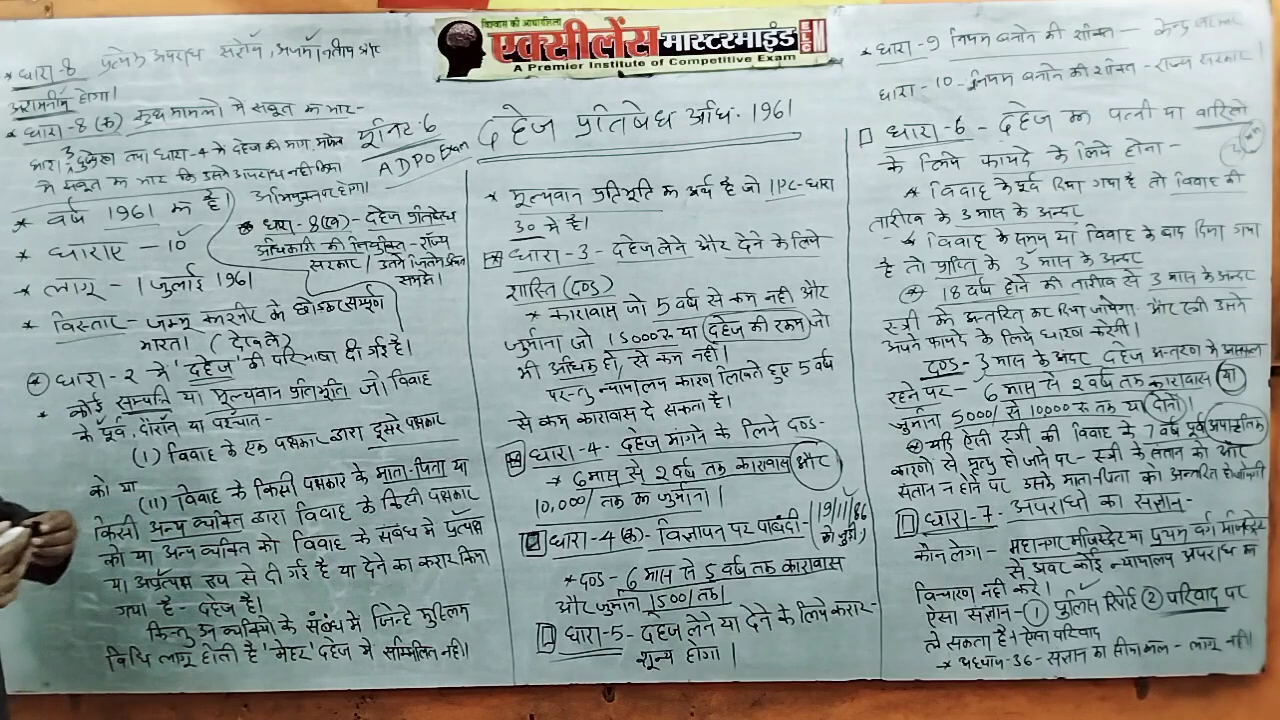 विश्वास की आधारशिला
एक्सीलेंस मास्टरमाईंड
A Premier Institute of Competitive Exam
दहेज प्रतिषेध अधि. 1961
* धारा-8 प्रत्येक अपराध संज्ञेय, अजमानतीय और
अशमनीय होगा।
* धारा-8(क) कुछ मामलों में सबूत का भार-
धारा 3 दुष्प्रेरण तथा धारा-4 के दहेज की मांग
में सबूत का भार कि उसने अपराध नहीं किया
अभियुक्त पर होगा।
यूनिट-6
ADPO Exam
* वर्ष 1961 का है।
* धाराएं - 10
* लागू - 1 जुलाई 1961
* धारा-8(ख)- दहेज प्रतिषेध
अधिकारी की नियुक्ति - राज्य
सरकार / उतने जितने ठीक
समझे।
* विस्तार - जम्मू काश्मीर के छोड़कर सम्पूर्ण
भारत। (देखले)
* धारा-2 में 'दहेज' की परिभाषा दी गई है।
* कोई सम्पत्ति या मूल्यवान प्रतिभूति जो विवाह
के पूर्व, दौरान या पश्चात-
(I) विवाह के एक पक्षकार द्वारा दूसरे पक्षकार
को या
(II) विवाह के किसी पक्षकार के माता-पिता या
किसी अन्य व्यक्ति द्वारा विवाह के किसी पक्षकार
को या अन्य व्यक्ति को विवाह के संबंध में प्रत्यक्ष
या अप्रत्यक्ष रूप से दी गई है या देने का करार किया
गया है - दहेज है।
किन्तु उन व्यक्तियों के संबंध में जिन्हें मुस्लिम
विधि लागू होती है 'मेहर' दहेज में सम्मिलित नही।
* मूल्यवान प्रतिभूति का अर्थ है जो IPC-धारा
30 में है।
* धारा-3- दहेज लेने और देने के लिये
शास्ति (दण्ड)
* कारावास जो 5 वर्ष से कम नहीं और
जुर्माना जो 15000रु या दहेज की रकम जो
भी अधिक हो, से कम नहीं।
परन्तु न्यायालय कारण लिखते हुए 5 वर्ष
से कम कारावास दे सकता है।
धारा-4- दहेज मांगने के लिये दण्ड-
* 6 मास से 2 वर्ष तक कारावास और
10,000/ तक का जुर्माना।
धारा-4(क)- विज्ञापन पर पाबंदी- (19/11/86 को जुड़ी)
* दण्ड- 6 मास से 5 वर्ष तक कारावास
और जुर्माना 1500/ तक।
धारा-5- दहेज लेने या देने के लिये करार-
शून्य होगा।
* धारा-9 नियम बनाने की शक्ति - केन्द्र सरकार
धारा-10- नियम बनाने की शक्ति - राज्य सरकार।
धारा-6 - दहेज का पत्नी या वारिसों
के लिये फायदे के लिये होना-
* विवाह के पूर्व दिया गया है तो विवाह की
तारीख के 3 मास के अन्दर
* विवाह के समय या विवाह के बाद दिया गया
है तो प्राप्ति के 3 मास के अन्दर
* 18 वर्ष होने की तारीख से 3 मास के अन्दर
स्त्री को अन्तरित कर दिया जायेगा और स्त्री उसने
अपने फायदे के लिये धारण करेगी।
दण्ड- 3 मास के अंदर दहेज अन्तरण में असफल
रहने पर- 6 मास से 2 वर्ष तक कारावास या
जुर्माना 5000/ से 10000रु तक या दोनों।
* यदि ऐसी स्त्री की विवाह के 7 वर्ष पूर्व अप्राकृतिक
कारणों से मृत्यु हो जाने पर- स्त्री के संतान को और
संतान न होने पर उसके माता-पिता को अन्तरित हो जायेगी
धारा-7- अपराधो का संज्ञान-
कौन लेगा - महानगर मजिस्ट्रेट या प्रथम वर्ग मजिस्ट्रेट
से अवर कोई न्यायालय अपराध का
विचारण नही करे।
ऐसा संज्ञान- ① पुलिस रिपोर्ट ② परिवाद पर
ले सकता है। ऐसा परिवाद
* अध्याय-36- संज्ञान का सीमाकाल - लागू नहीं।